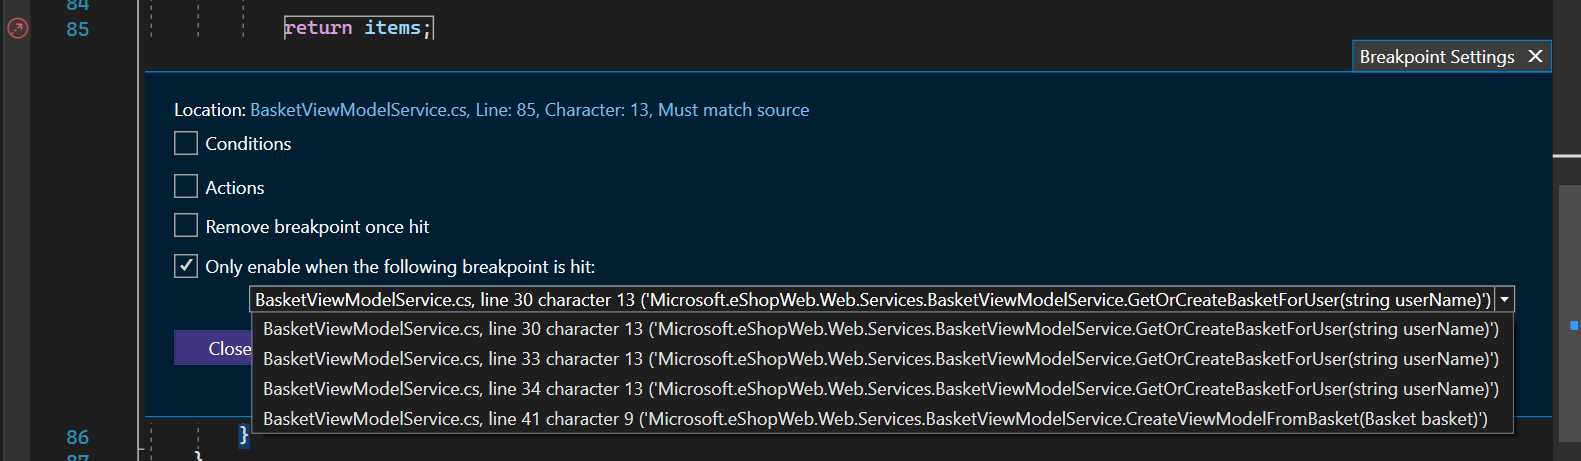 84
85 return items;
Breakpoint Settings
Location: BasketViewModelService.cs, Line: 85, Character: 13, Must match source
Conditions
Actions
Remove breakpoint once hit
Only enable when the following breakpoint is hit:
BasketViewModelService.cs, line 30 character 13 ('Microsoft.eShopWeb.Web.Services.BasketViewModelService.GetOrCreateBasketForUser(string userName)')
BasketViewModelService.cs, line 30 character 13 ('Microsoft.eShopWeb.Web.Services.BasketViewModelService.GetOrCreateBasketForUser(string userName)')
Close
BasketViewModelService.cs, line 33 character 13 ('Microsoft.eShopWeb.Web.Services.BasketViewModelService.GetOrCreateBasketForUser(string userName)')
BasketViewModelService.cs, line 34 character 13 ('Microsoft.eShopWeb.Web.Services.BasketViewModelService.GetOrCreateBasketForUser(string userName)')
BasketViewModelService.cs, line 41 character 9 ('Microsoft.eShopWeb.Web.Services.BasketViewModelService.CreateViewModelFromBasket(Basket basket)')
86 }
87 }